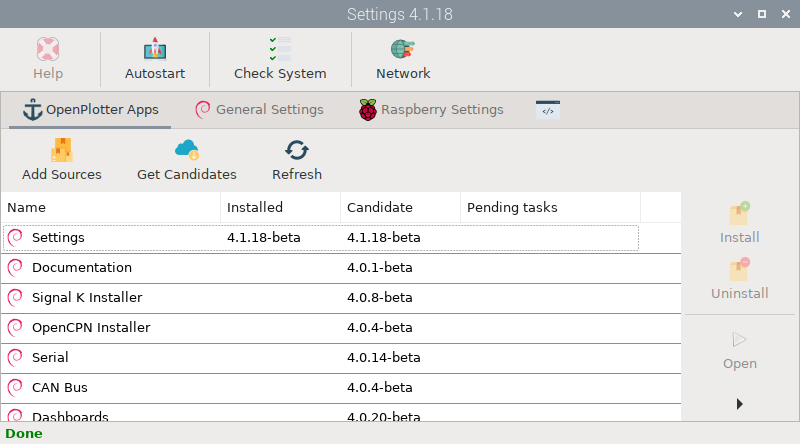 Settings 4.1.18
Help Autostart Check System Network
OpenPlotter Apps General Settings Raspberry Settings </>
Add Sources Get Candidates Refresh
Name Installed Candidate Pending tasks
Settings 4.1.18-beta 4.1.18-beta
Documentation 4.0.1-beta
Signal K Installer 4.0.8-beta
OpenCPN Installer 4.0.4-beta
Serial 4.0.14-beta
CAN Bus 4.0.4-beta
Dashboards 4.0.20-beta
Install
Uninstall
Open
Done